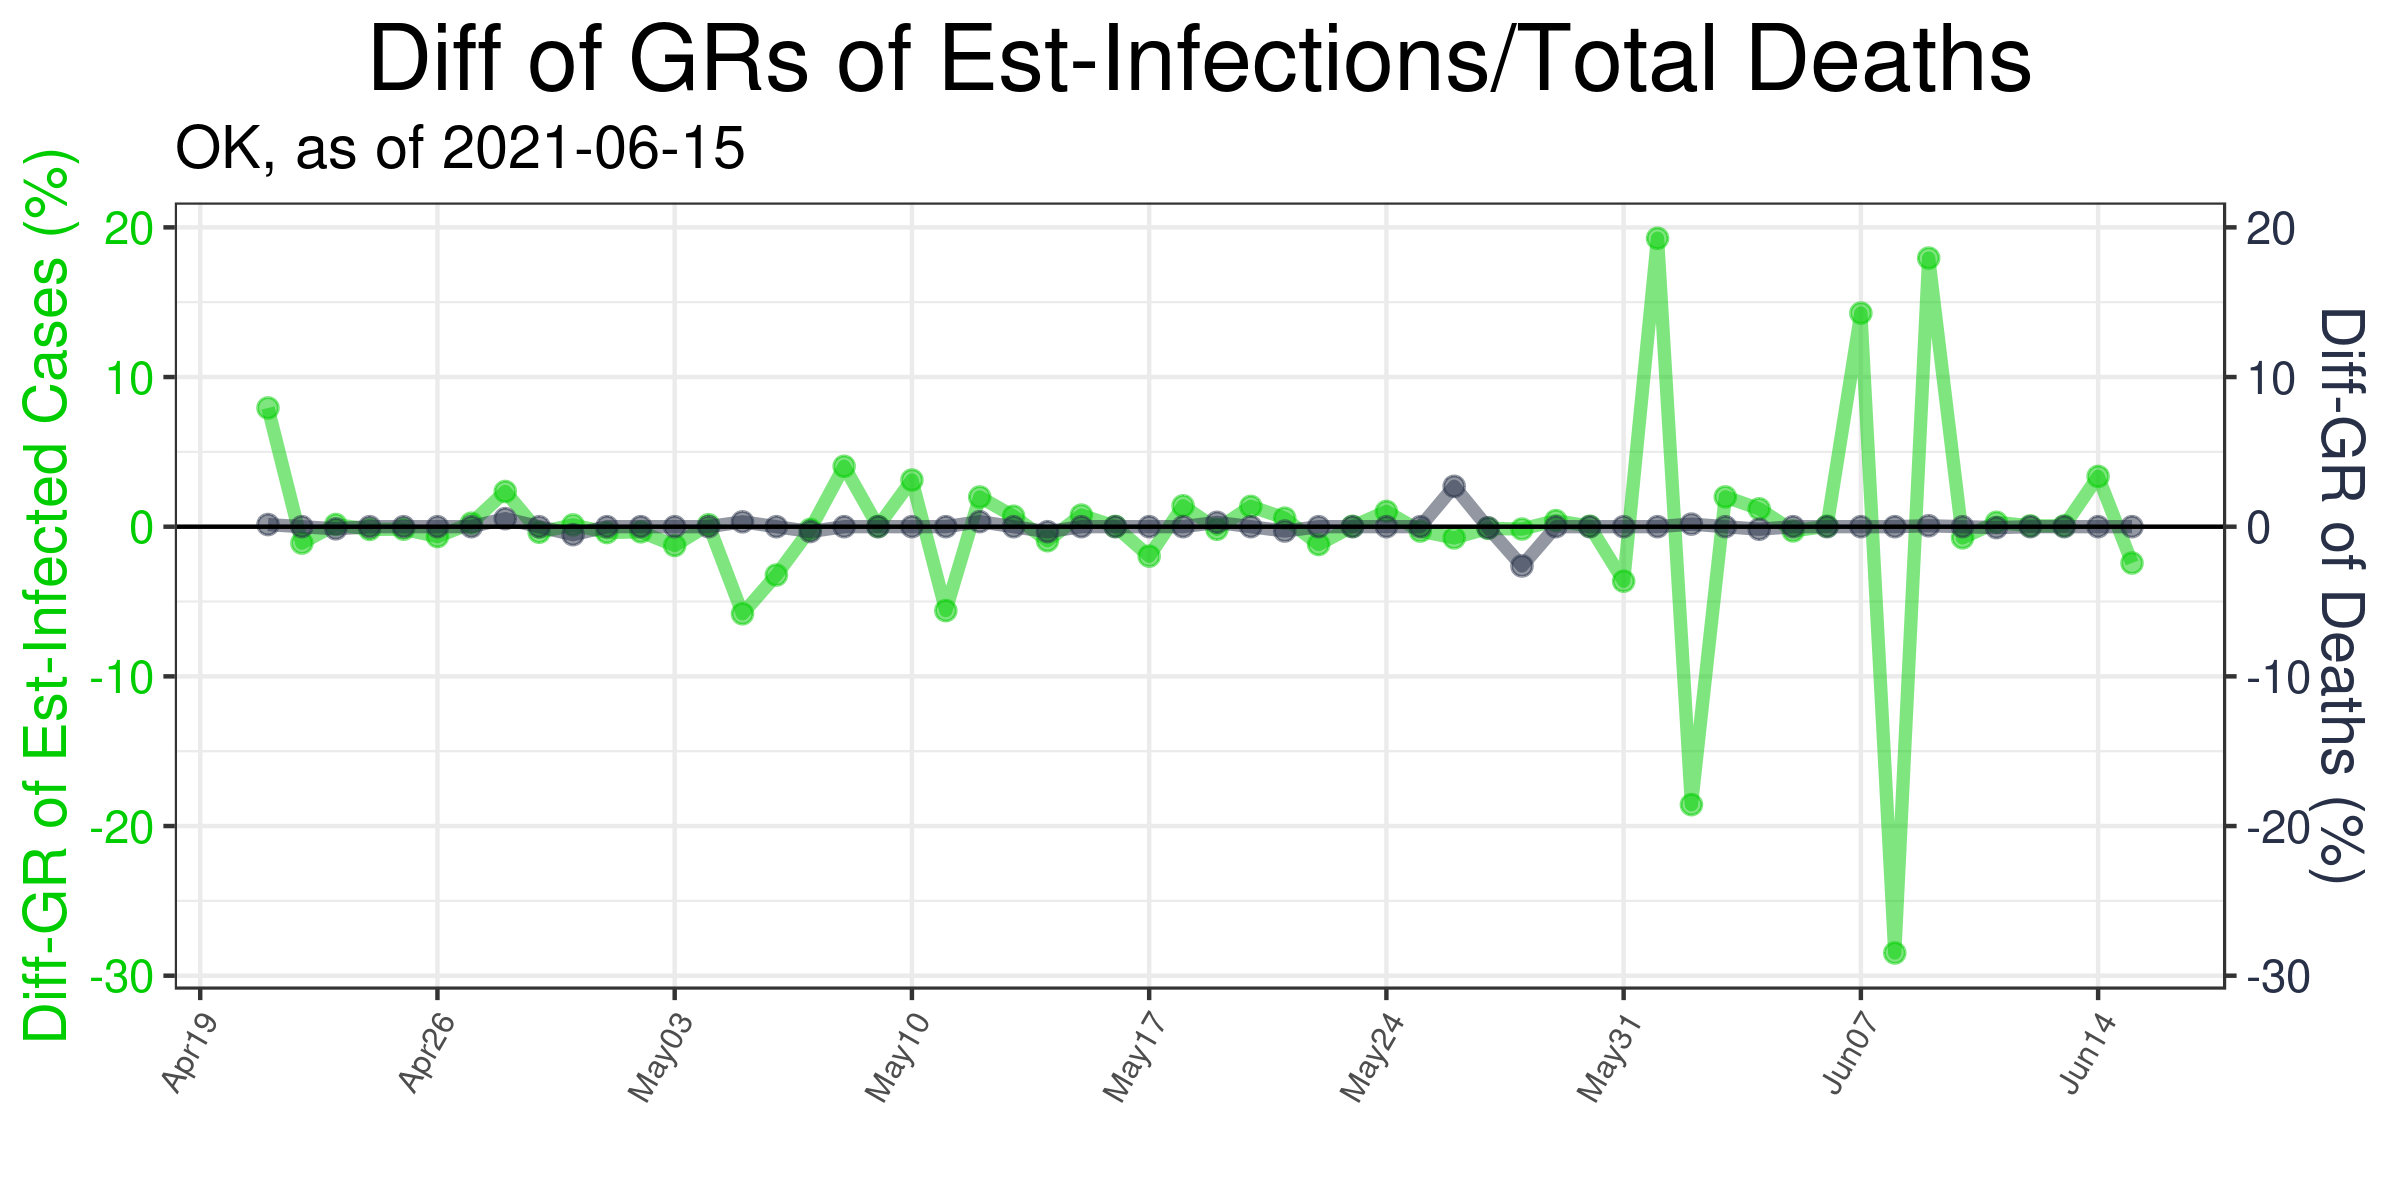 Diff of GRs of Est-Infections/Total Deaths
OK, as of 2021-06-15
Diff-GR of Est-Infected Cases (%)
20
10
0
-10
-20
-30
20
10
0
-10
-20
-30
Diff-GR of Deaths (%)
Apr19
Apr26
May03
May10
May17
May24
May31
Jun07
Jun14